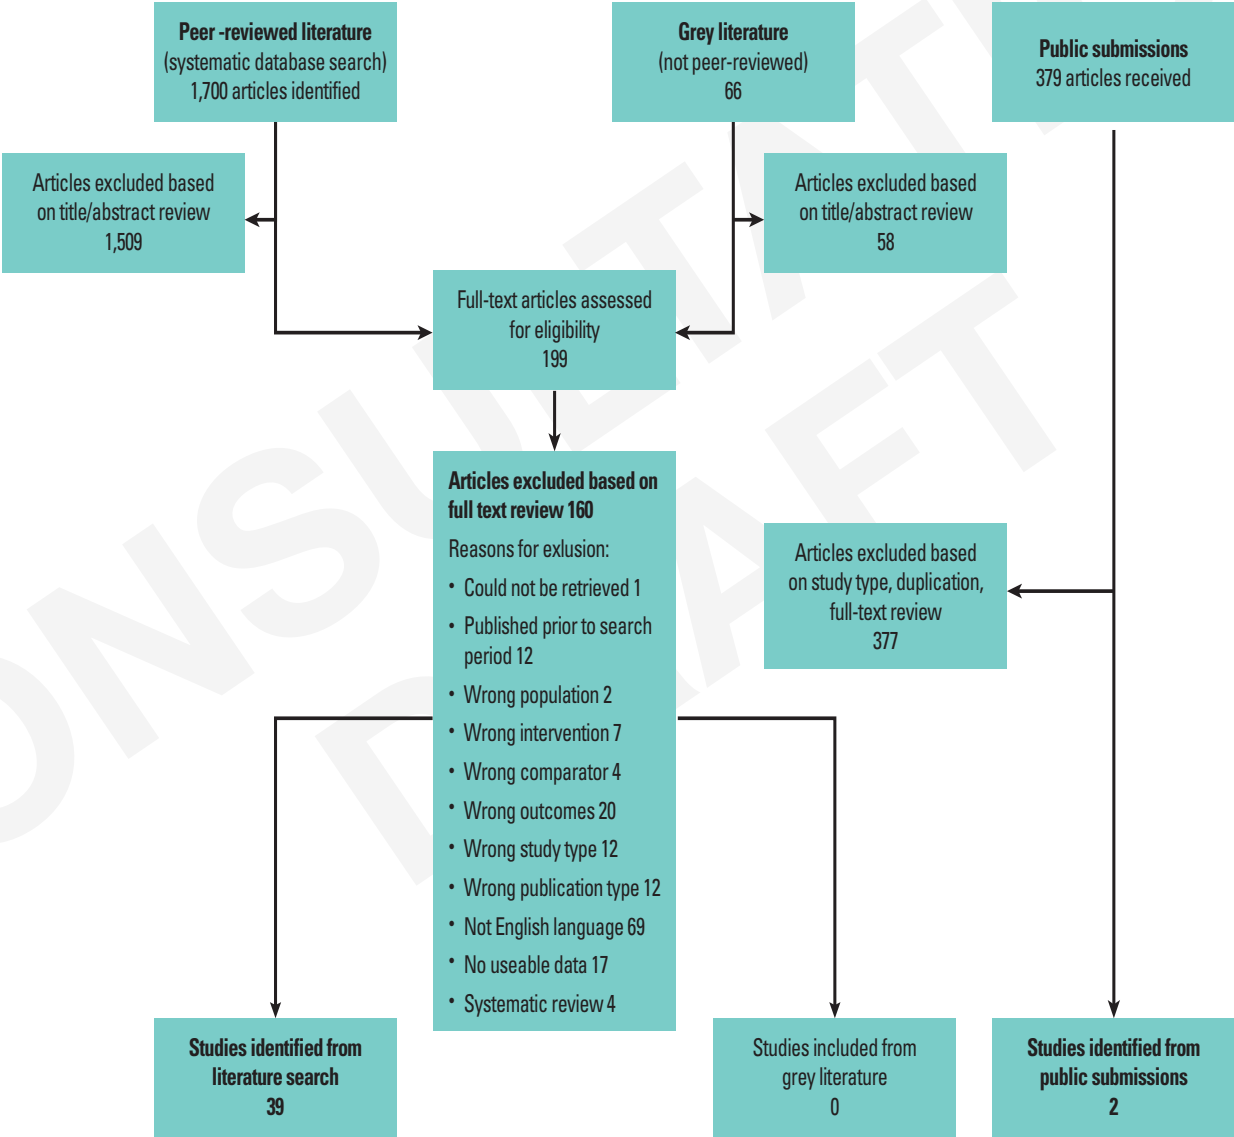 Peer -reviewed literature
(systematic database search)
1,700 articles identified
Grey literature
(not peer-reviewed)
66
Public submissions
379 articles received
Articles excluded based
on title/abstract review
1,509
Articles excluded based
on title/abstract review
58
Full-text articles assessed
for eligibility
199
Articles excluded based on
full text review 160
Reasons for exlusion:
• Could not be retrieved 1
• Published prior to search
period 12
• Wrong population 2
• Wrong intervention 7
• Wrong comparator 4
• Wrong outcomes 20
• Wrong study type 12
• Wrong publication type 12
• Not English language 69
• No useable data 17
• Systematic review 4
Articles excluded based
on study type, duplication,
full-text review
377
Studies identified from
literature search
39
Studies included from
grey literature
0
Studies identified from
public submissions
2
DRAFT